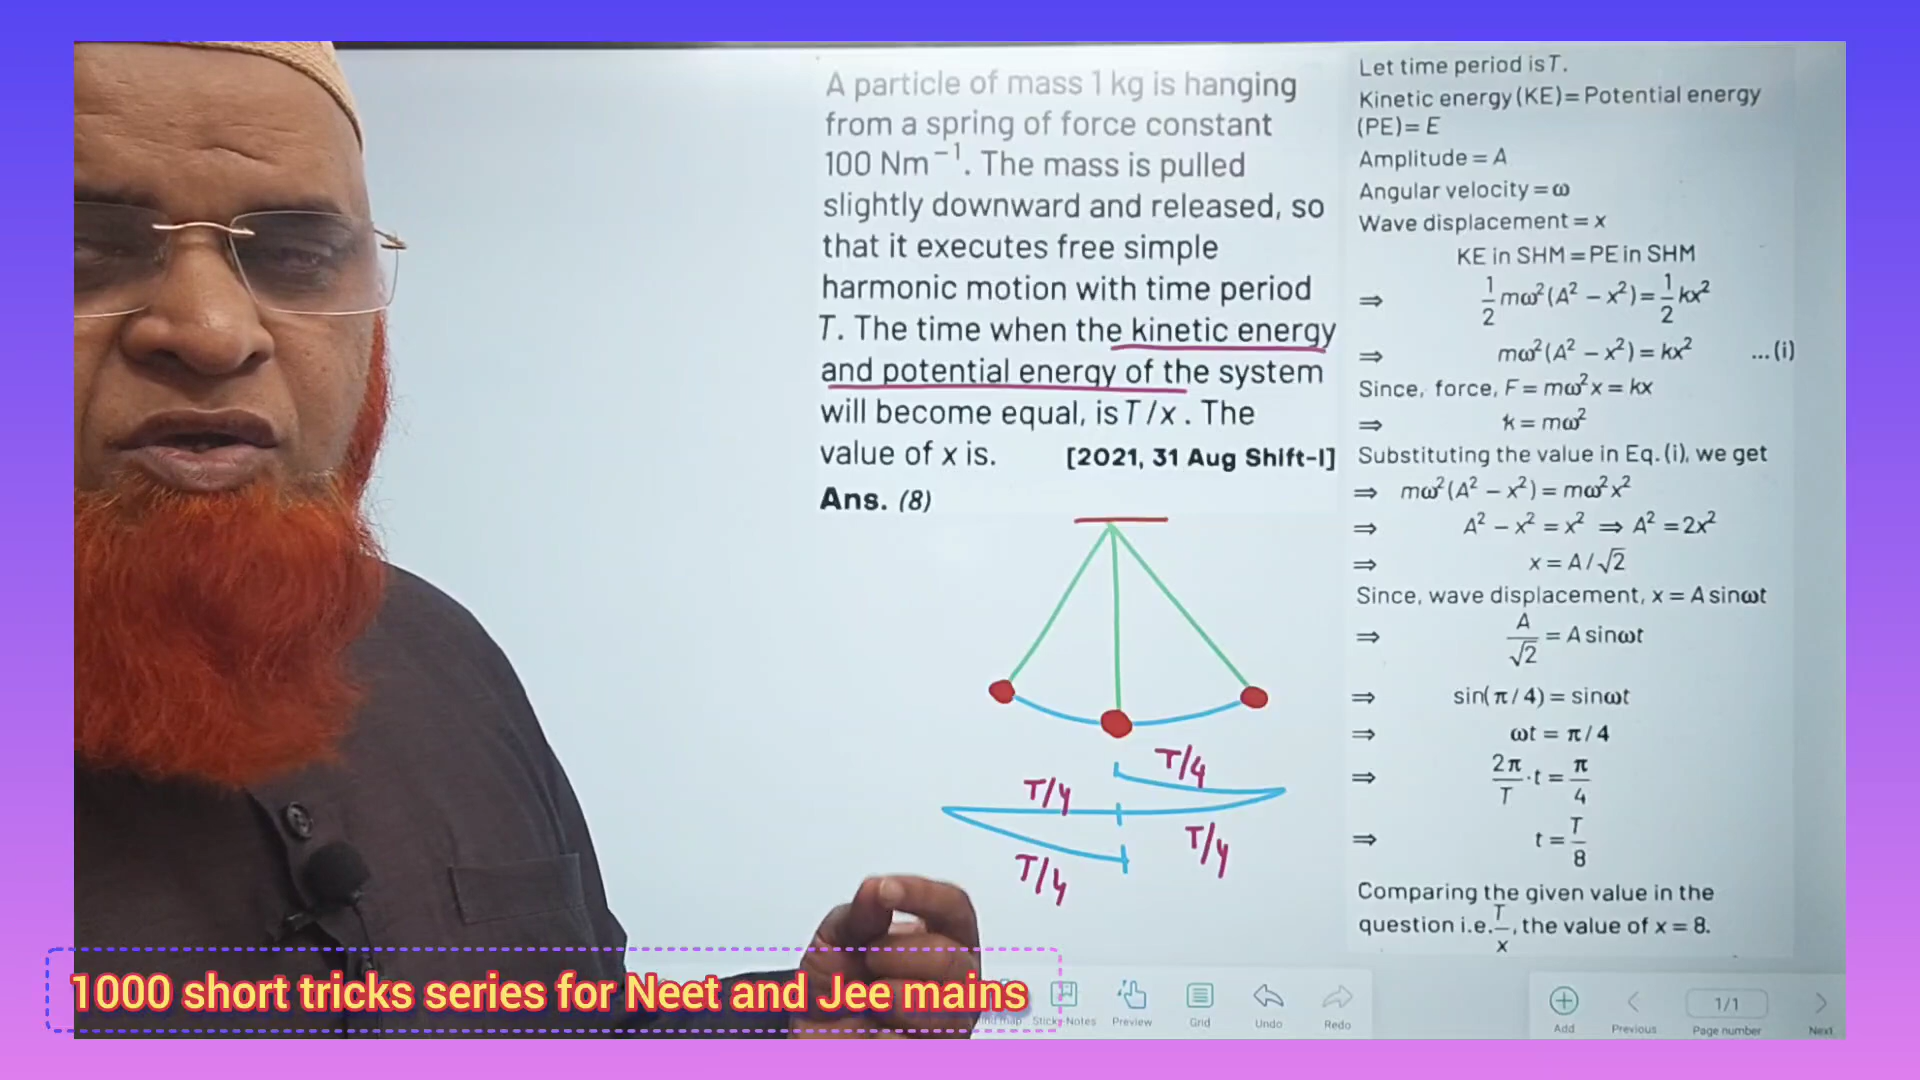 A particle of mass 1 kg is hanging
from a spring of force constant
100 Nm⁻¹. The mass is pulled
slightly downward and released, so
that it executes free simple
harmonic motion with time period
T. The time when the kinetic energy
and potential energy of the system
will become equal, is T/x. The
value of x is. [2021, 31 Aug Shift-I]
Ans. (8)
T/4
T/4
T/4
T/4
Let time period is T.
Kinetic energy (KE) = Potential energy
(PE) = E
Amplitude = A
Angular velocity = ω
Wave displacement = x
KE in SHM = PE in SHM
⇒ 1/2 mω²(A² − x²) = 1/2 kx²
⇒ mω²(A² − x²) = kx² ...(i)
Since, force, F = mω²x = kx
⇒ k = mω²
Substituting the value in Eq. (i), we get
⇒ mω²(A² − x²) = mω²x²
⇒ A² − x² = x² ⇒ A² = 2x²
⇒ x = A/√2
Since, wave displacement, x = A sinωt
⇒ A/√2 = A sinωt
⇒ sin(π/4) = sinωt
⇒ ωt = π/4
⇒ 2π/T · t = π/4
⇒ t = T/8
Comparing the given value in the
question i.e. T/x, the value of x = 8.
1000 short tricks series for Neet and Jee mains
Sticky Notes
Preview
Grid
Undo
Redo
Add
Previous
1/1
Page number
Next